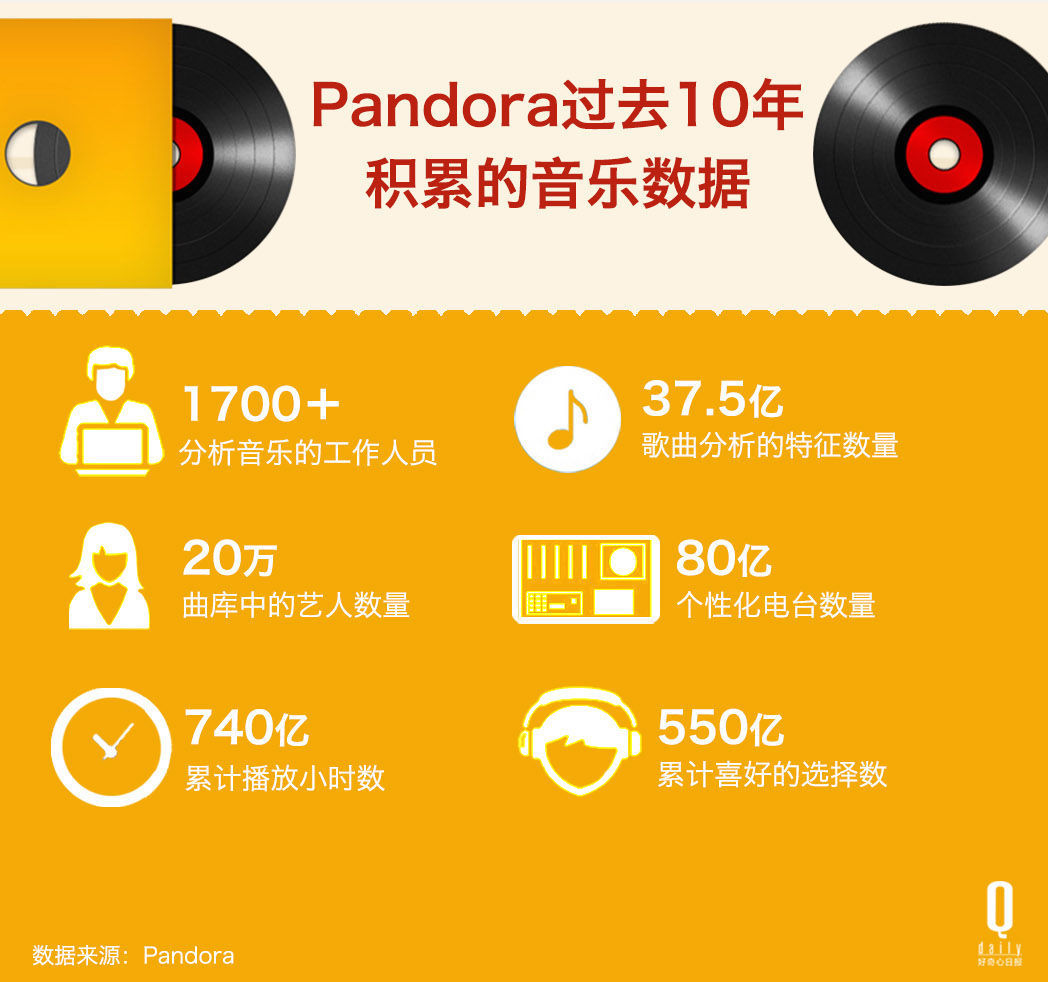 Pandora过去10年
积累的音乐数据
1700+
分析音乐的工作人员
37.5亿
歌曲分析的特征数量
20万
曲库中的艺人数量
80亿
个性化电台数量
740亿
累计播放小时数
550亿
累计喜好的选择数
Q
daily
好奇心日报
数据来源：Pandora